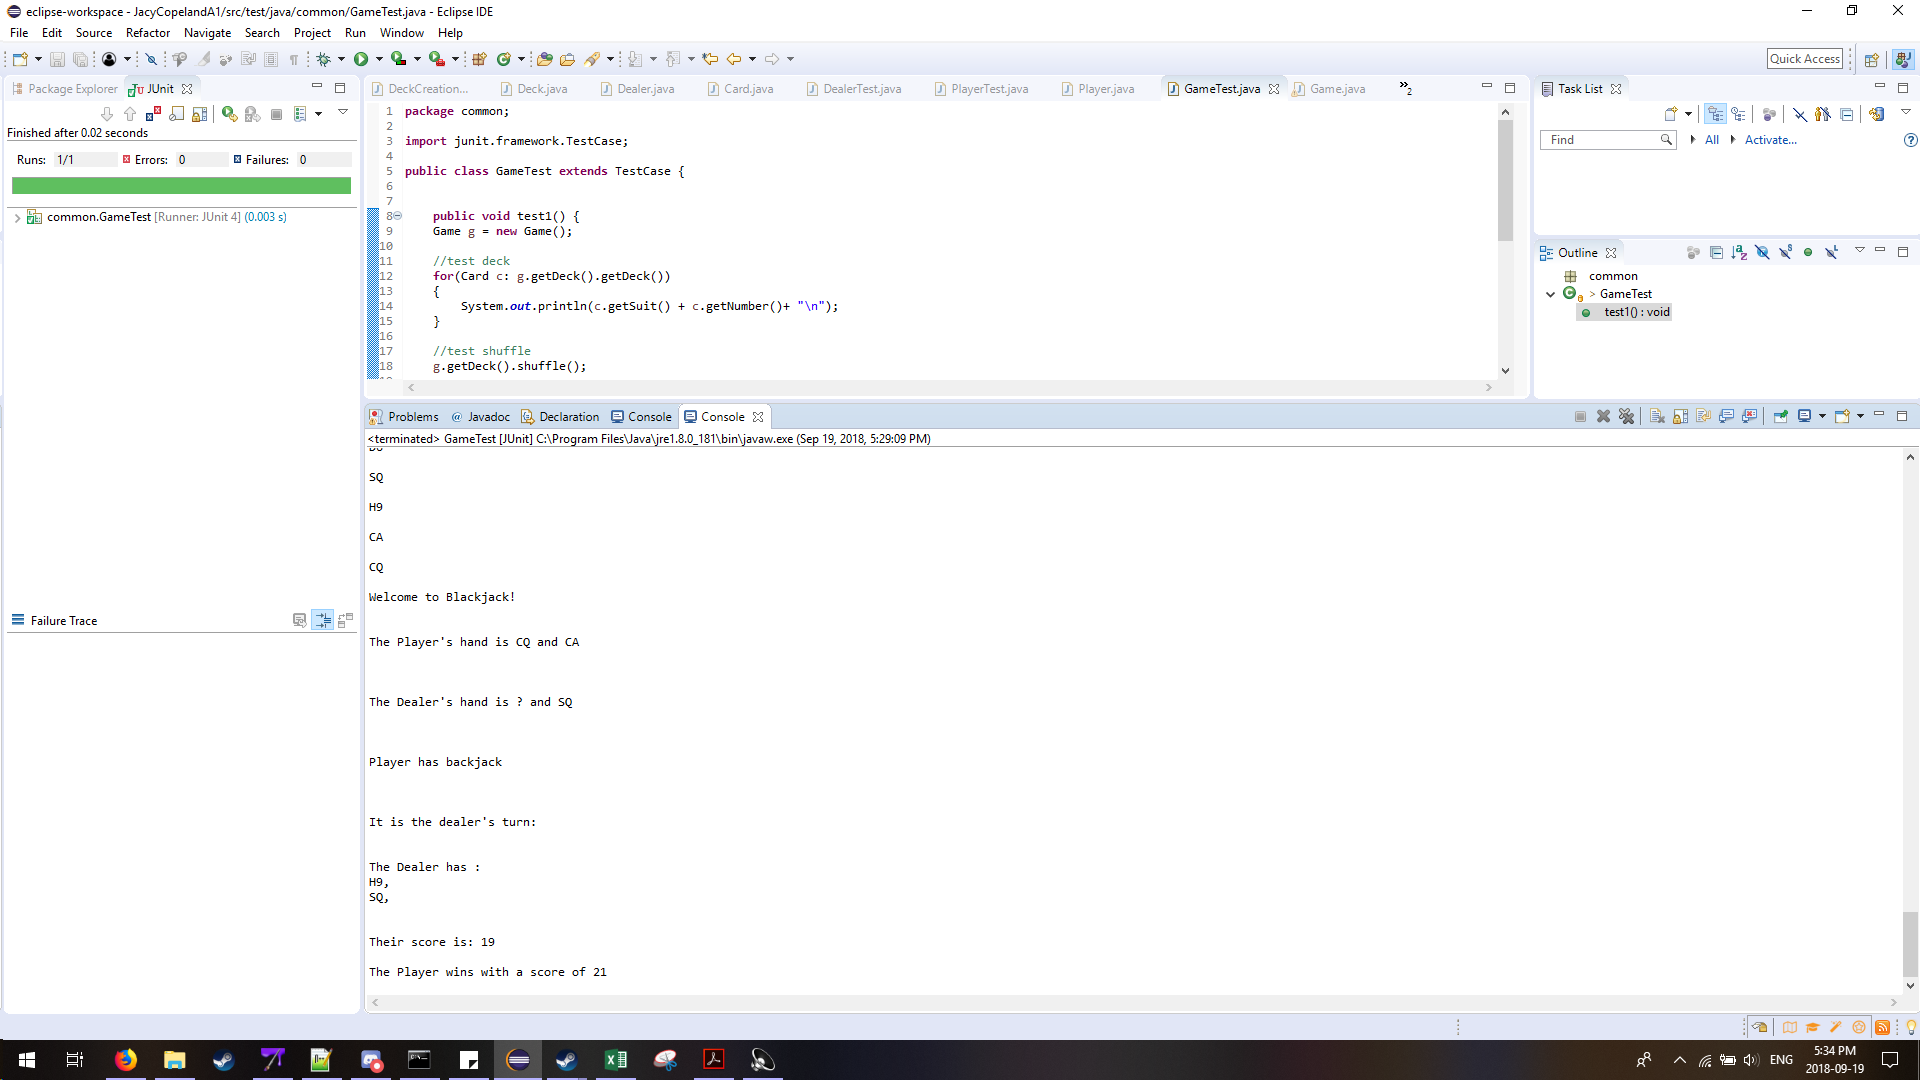 eclipse-workspace - JacyCopelandA1/src/test/java/common/GameTest.java - Eclipse IDE
File Edit Source Refactor Navigate Search Project Run Window Help
Quick Access
Package Explorer JUnit
Finished after 0.02 seconds
Runs: 1/1 Errors: 0 Failures: 0
common.GameTest [Runner: JUnit 4] (0.003 s)
Failure Trace
DeckCreation... Deck.java Dealer.java Card.java DealerTest.java PlayerTest.java Player.java GameTest.java Game.java »2
1 package common;
2
3 import junit.framework.TestCase;
4
5 public class GameTest extends TestCase {
6
7
8 public void test1() {
9 Game g = new Game();
10
11 //test deck
12 for(Card c: g.getDeck().getDeck())
13 {
14 System.out.println(c.getSuit() + c.getNumber()+ "\n");
15 }
16
17 //test shuffle
18 g.getDeck().shuffle();
Task List
Find All Activate...
Outline
common
> GameTest
test1() : void
Problems @ Javadoc Declaration Console Console
<terminated> GameTest [JUnit] C:\Program Files\Java\jre1.8.0_181\bin\javaw.exe (Sep 19, 2018, 5:29:09 PM)
SQ
H9
CA
CQ
Welcome to Blackjack!
The Player's hand is CQ and CA
The Dealer's hand is ? and SQ
Player has backjack
It is the dealer's turn:
The Dealer has :
H9,
SQ,
Their score is: 19
The Player wins with a score of 21
ENG
5:34 PM
2018-09-19